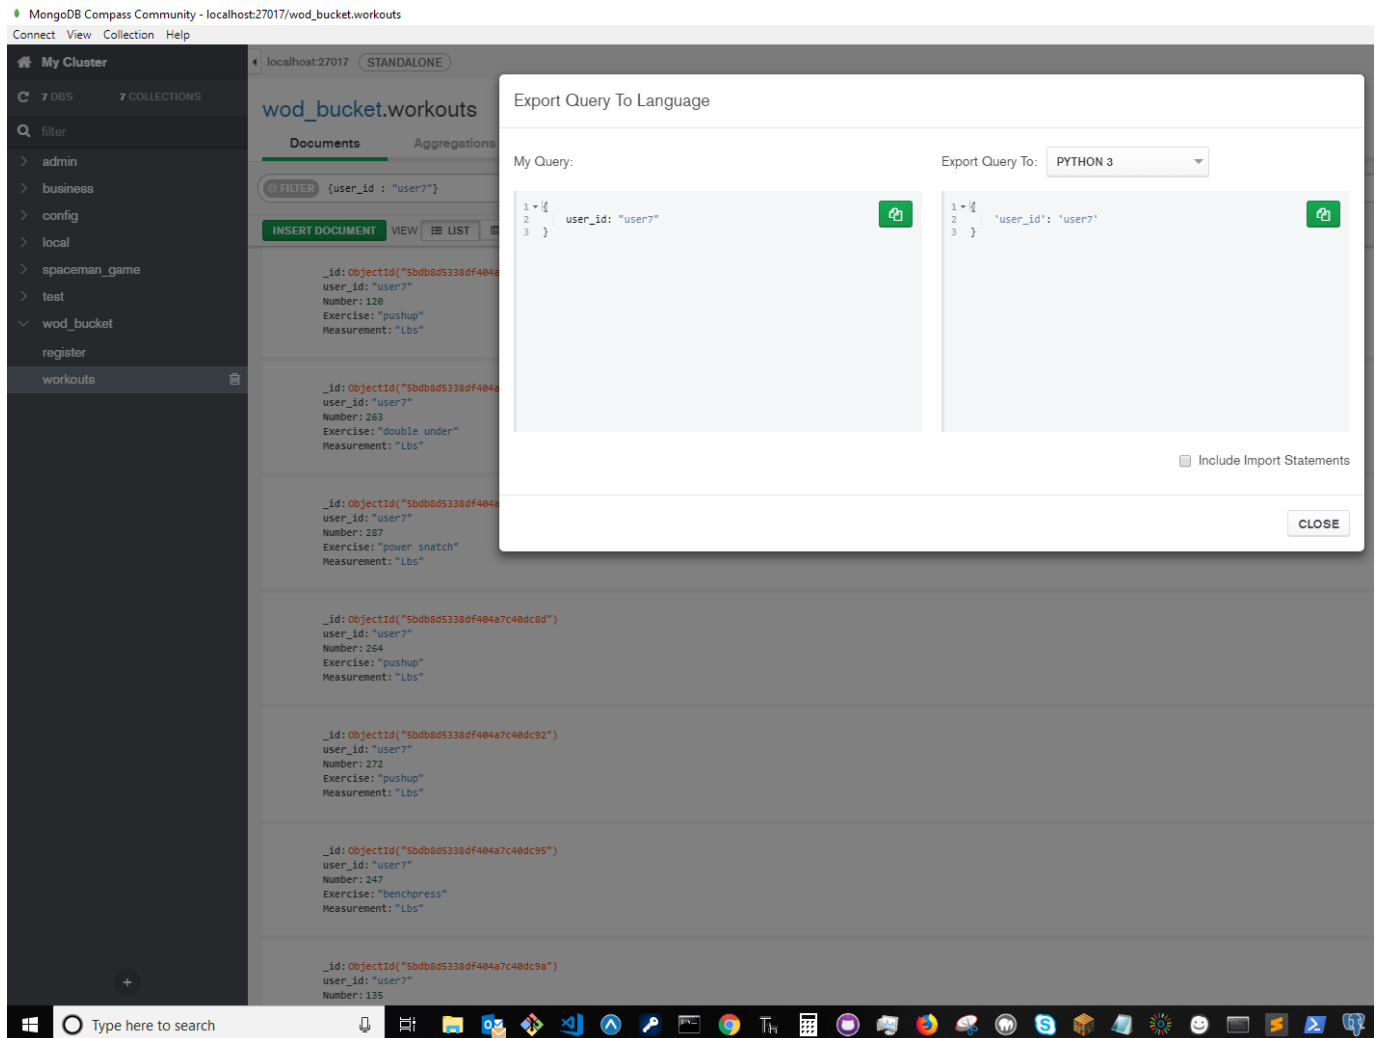 MongoDB Compass Community - localhost:27017/wod_bucket.workouts
Connect View Collection Help
My Cluster
7 DBS 7 COLLECTIONS
filter
admin
business
config
local
spaceman_game
test
wod_bucket
register
workouts
localhost:27017 STANDALONE
wod_bucket.workouts
Documents Aggregations
FILTER {user_id : "user7"}
INSERT DOCUMENT VIEW LIST
_id: ObjectId("5bdb8d5338df404a
user_id: "user7"
Number: 120
Exercise: "pushup"
Measurement: "Lbs"
_id: ObjectId("5bdb8d5338df404a
user_id: "user7"
Number: 263
Exercise: "double under"
Measurement: "Lbs"
_id: ObjectId("5bdb8d5338df404a
user_id: "user7"
Number: 287
Exercise: "power snatch"
Measurement: "Lbs"
_id: ObjectId("5bdb8d5338df404a7c40dc8d")
user_id: "user7"
Number: 264
Exercise: "pushup"
Measurement: "Lbs"
_id: ObjectId("5bdb8d5338df404a7c40dc92")
user_id: "user7"
Number: 272
Exercise: "pushup"
Measurement: "Lbs"
_id: ObjectId("5bdb8d5338df404a7c40dc95")
user_id: "user7"
Number: 247
Exercise: "benchpress"
Measurement: "Lbs"
_id: ObjectId("5bdb8d5338df404a7c40dc9a")
user_id: "user7"
Number: 135
Export Query To Language
My Query:
1 {
2 user_id: "user7"
3 }
Export Query To: PYTHON 3
1 {
2 'user_id': 'user7'
3 }
Include Import Statements
CLOSE
Type here to search